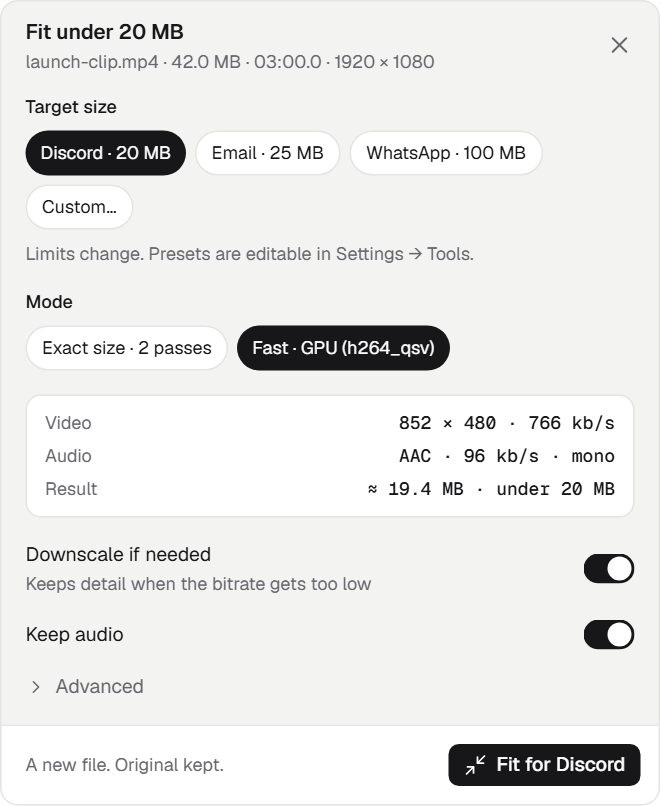 Fit under 20 MB
launch-clip.mp4 · 42.0 MB · 03:00.0 · 1920 × 1080
Target size
Discord · 20 MB Email · 25 MB WhatsApp · 100 MB
Custom...
Limits change. Presets are editable in Settings → Tools.
Mode
Exact size · 2 passes Fast · GPU (h264_qsv)
Video 852 × 480 · 766 kb/s
Audio AAC · 96 kb/s · mono
Result ≈ 19.4 MB · under 20 MB
Downscale if needed
Keeps detail when the bitrate gets too low
Keep audio
Advanced
A new file. Original kept. Fit for Discord